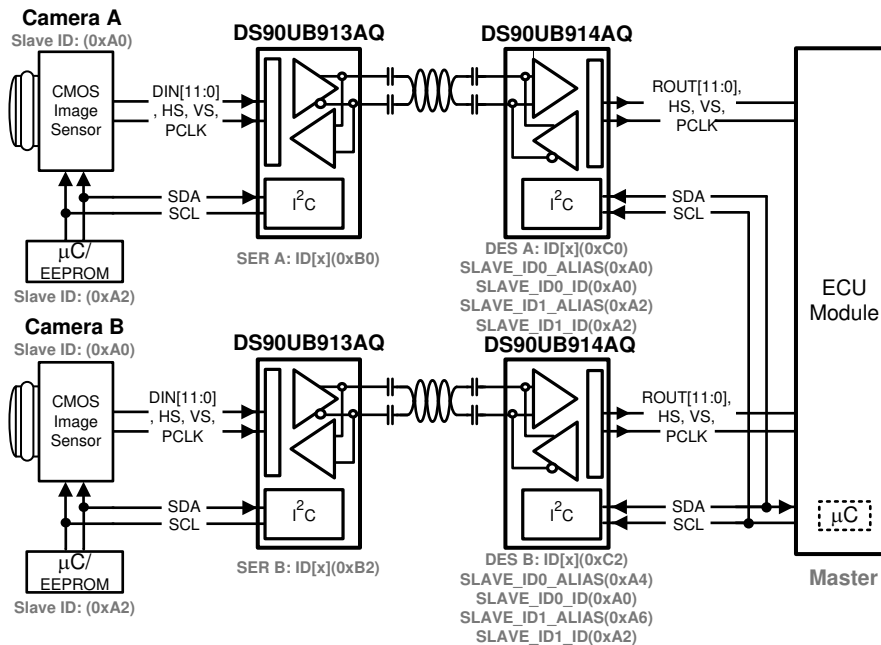 Camera A
Slave ID: (0xA0)
CMOS
Image
Sensor
DIN[11:0]
, HS, VS,
PCLK
SDA
SCL
µC/
EEPROM
Slave ID: (0xA2)
DS90UB913AQ
I²C
SER A: ID[x](0xB0)
DS90UB914AQ
I²C
DES A: ID[x](0xC0)
SLAVE_ID0_ALIAS(0xA0)
SLAVE_ID0_ID(0xA0)
SLAVE_ID1_ALIAS(0xA2)
SLAVE_ID1_ID(0xA2)
ROUT[11:0],
HS, VS,
PCLK
SDA
SCL
ECU
Module
Camera B
Slave ID: (0xA0)
CMOS
Image
Sensor
DIN[11:0]
, HS, VS,
PCLK
SDA
SCL
µC/
EEPROM
Slave ID: (0xA2)
DS90UB913AQ
I²C
SER B: ID[x](0xB2)
DS90UB914AQ
I²C
DES B: ID[x](0xC2)
SLAVE_ID0_ALIAS(0xA4)
SLAVE_ID0_ID(0xA0)
SLAVE_ID1_ALIAS(0xA6)
SLAVE_ID1_ID(0xA2)
ROUT[11:0],
HS, VS,
PCLK
SDA
SCL
µC
Master